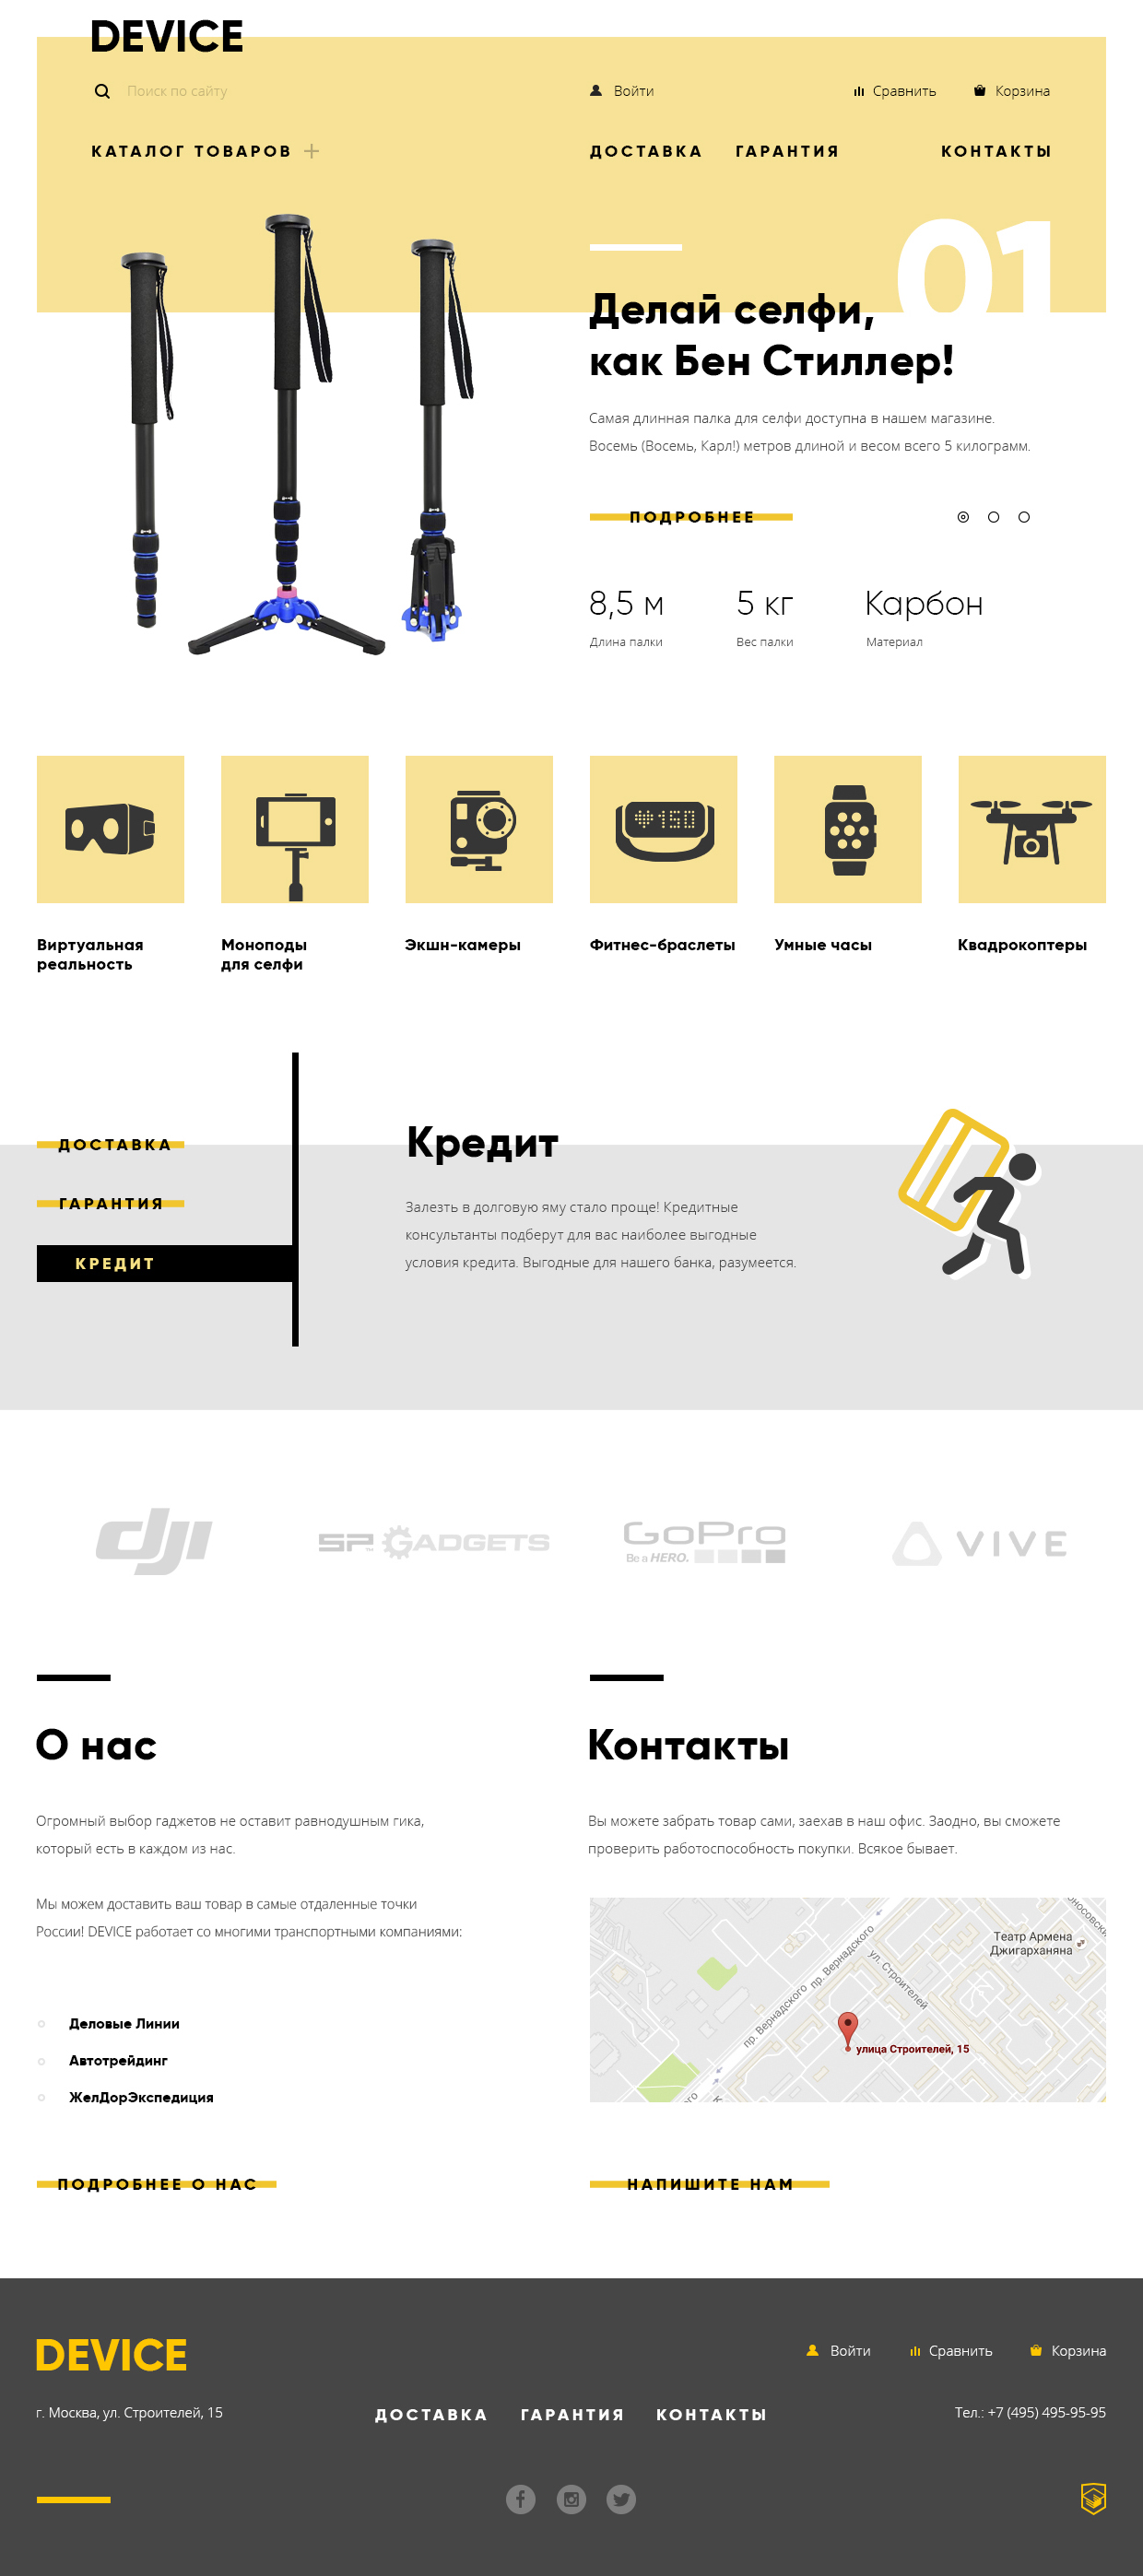 DEVICE
Поиск по сайту
Войти
Сравнить
Корзина
КАТАЛОГ ТОВАРОВ
ДОСТАВКА
ГАРАНТИЯ
КОНТАКТЫ
01
Делай селфи,
как Бен Стиллер!
Самая длинная палка для селфи доступна в нашем магазине.
Восемь (Восемь, Карл!) метров длиной и весом всего 5 килограмм.
ПОДРОБНЕЕ
8,5 м
5 кг
Карбон
Длина палки
Вес палки
Материал
150
Виртуальная
реальность
Моноподы
для селфи
Экшн-камеры
Фитнес-браслеты
Умные часы
Квадрокоптеры
ДОСТАВКА
ГАРАНТИЯ
КРЕДИТ
Кредит
Залезть в долговую яму стало проще! Кредитные
консультанты подберут для вас наиболее выгодные
условия кредита. Выгодные для нашего банка, разумеется.
dji
SP GADGETS
GoPro
Be a HERO.
VIVE
О нас
Огромный выбор гаджетов не оставит равнодушным гика,
который есть в каждом из нас.
Мы можем доставить ваш товар в самые отдаленные точки
России! DEVICE работает со многими транспортными компаниями:
Деловые Линии
Автотрейдинг
ЖелДорЭкспедиция
ПОДРОБНЕЕ О НАС
Контакты
Вы можете забрать товар сами, заехав в наш офис. Заодно, вы сможете
проверить работоспособность покупки. Всякое бывает.
Театр Армена
Джигарханяна
пр. Вернадского
ул. Строителей
пр. Вернадского
улица Строителей, 15
НАПИШИТЕ НАМ
DEVICE
Войти
Сравнить
Корзина
г. Москва, ул. Строителей, 15
ДОСТАВКА
ГАРАНТИЯ
КОНТАКТЫ
Тел.: +7 (495) 495-95-95